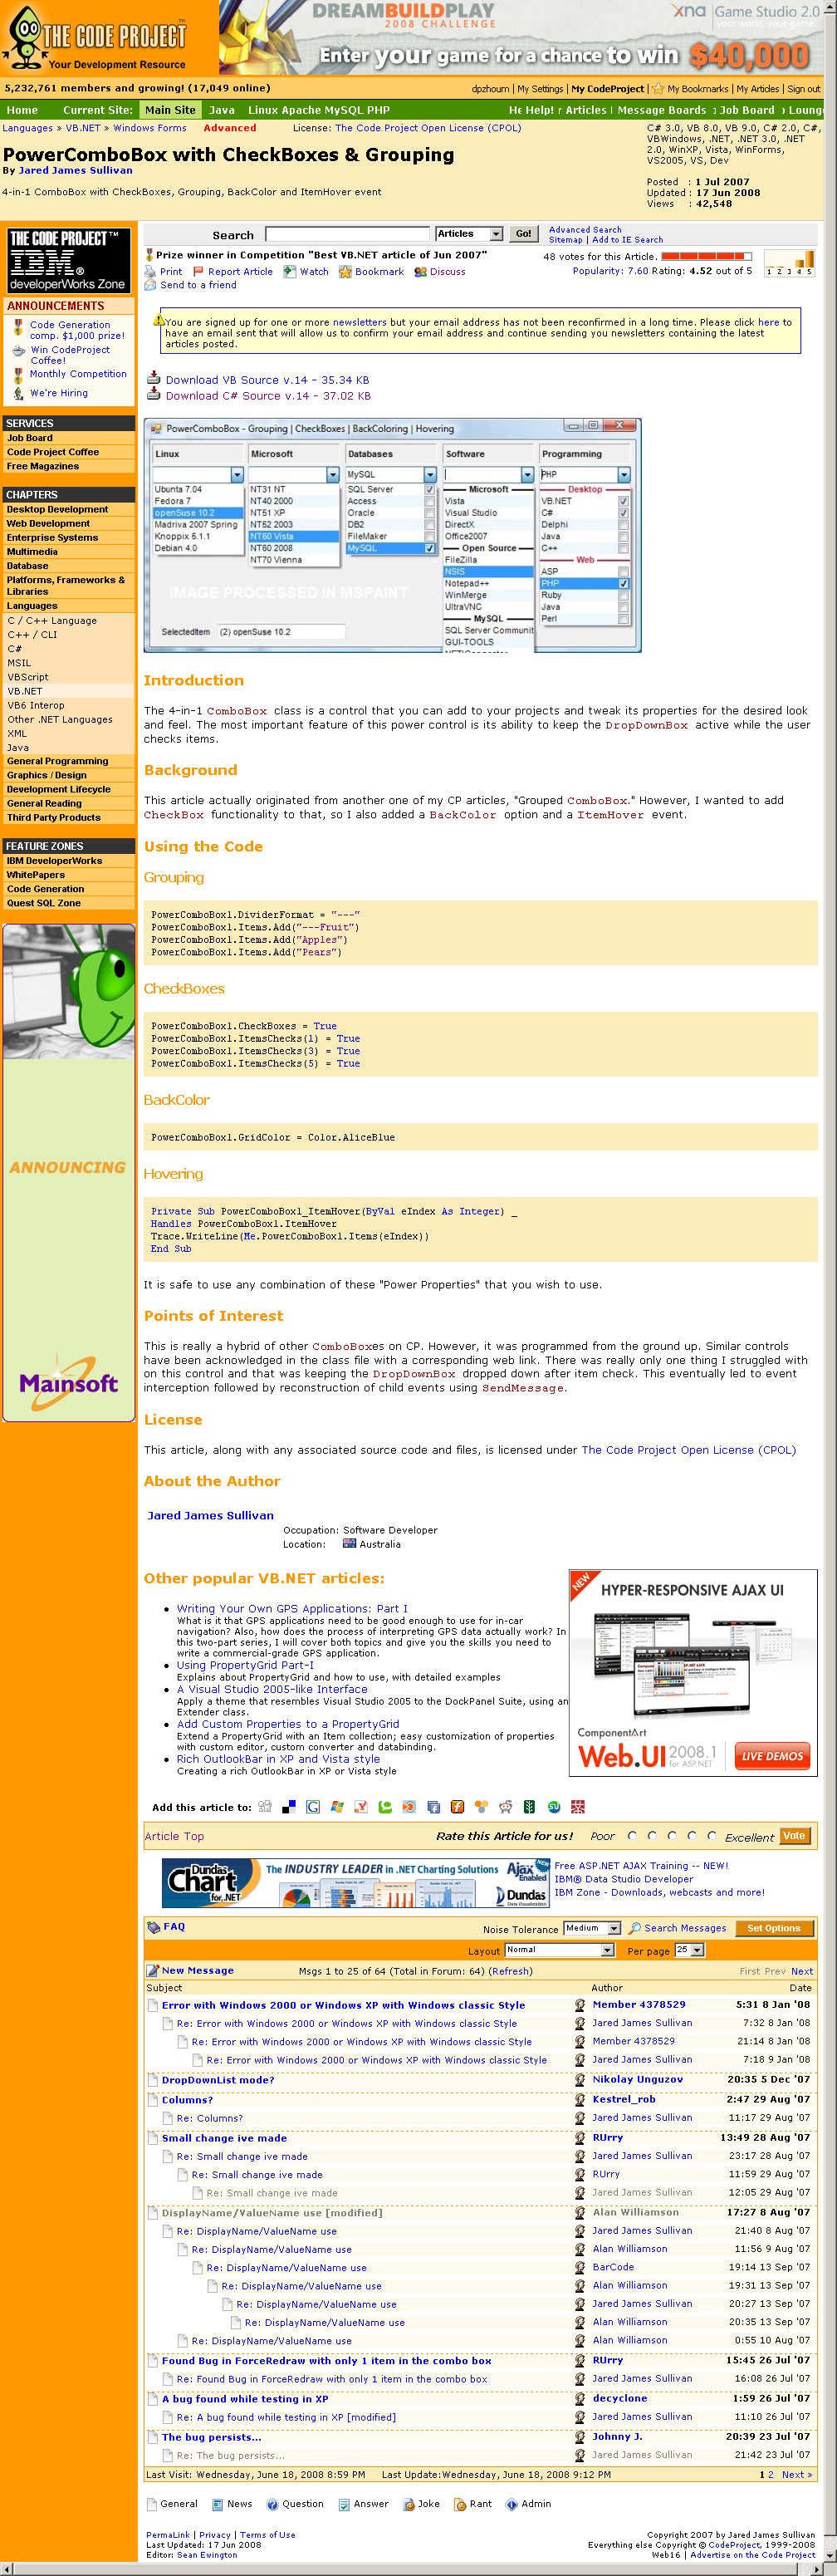 THE CODE PROJECT
Your Development Resource
DREAMBUILDPLAY
2008 CHALLENGE
xna Game Studio 2.0
Enter your game for a chance to win $40,000
5,232,761 members and growing! (17,049 online)
dpzhoum | My Settings | My CodeProject | My Bookmarks | My Articles | Sign out
Home Current Site: Main Site Java Linux Apache MySQL PHP
Help! Articles Message Boards Job Board Loung
Languages » VB.NET » Windows Forms Advanced License: The Code Project Open License (CPOL)
C# 3.0, VB 8.0, VB 9.0, C# 2.0, C#,
VBWindows, .NET, .NET 3.0, .NET
2.0, WinXP, Vista, WinForms,
VS2005, VS, Dev
PowerComboBox with CheckBoxes & Grouping
By Jared James Sullivan
4-in-1 ComboBox with CheckBoxes, Grouping, BackColor and ItemHover event
Posted : 1 Jul 2007
Updated : 17 Jun 2008
Views : 42,548
THE CODE PROJECT
IBM
developerWorks Zone
ANNOUNCEMENTS
Code Generation
comp. $1,000 prize!
Win CodeProject
Coffee!
Monthly Competition
We're Hiring
SERVICES
Job Board
Code Project Coffee
Free Magazines
CHAPTERS
Desktop Development
Web Development
Enterprise Systems
Multimedia
Database
Platforms, Frameworks &
Libraries
Languages
C / C++ Language
C++ / CLI
C#
MSIL
VBScript
VB.NET
VB6 Interop
Other .NET Languages
XML
Java
General Programming
Graphics / Design
Development Lifecycle
General Reading
Third Party Products
FEATURE ZONES
IBM DeveloperWorks
WhitePapers
Code Generation
Quest SQL Zone
ANNOUNCING
Mainsoft
Search Articles Go! Advanced Search
Sitemap | Add to IE Search
Prize winner in Competition "Best VB.NET article of Jun 2007"
48 votes for this Article.
Popularity: 7.60 Rating: 4.52 out of 5
1 2 3 4 5
Print Report Article Watch Bookmark Discuss
Send to a friend
You are signed up for one or more newsletters but your email address has not been reconfirmed in a long time. Please click here to
have an email sent that will allow us to confirm your email address and continue sending you newsletters containing the latest
articles posted.
Download VB Source v.14 - 35.34 KB
Download C# Source v.14 - 37.02 KB
PowerComboBox - Grouping | CheckBoxes | BackColoring | Hovering
Linux Microsoft Databases Software Programming
MySQL PHP
Ubuntu 7.04
Fedora 7
openSuse 10.2
Madriva 2007 Spring
Knoppix 5.1.1
Debian 4.0
NT31 NT
NT40 2000
NT51 XP
NT52 2003
NT60 Vista
NT60 2008
NT70 Vienna
SQL Server
Access
Oracle
DB2
FileMaker
MySQL
Microsoft
Vista
Visual Studio
DirectX
Office2007
Open Source
FileZilla
NSIS
Notepad++
WinMerge
UltraVNC
MySQL
SQL Server Communit
GUI-TOOLS
Desktop
VB.NET
C#
Delphi
Java
C++
Web
ASP
PHP
Ruby
Java
Perl
IMAGE PROCESSED IN MSPAINT
SelectedItem (2) openSuse 10.2
Introduction
The 4-in-1 ComboBox class is a control that you can add to your projects and tweak its properties for the desired look
and feel. The most important feature of this power control is its ability to keep the DropDownBox active while the user
checks items.
Background
This article actually originated from another one of my CP articles, "Grouped ComboBox." However, I wanted to add
CheckBox functionality to that, so I also added a BackColor option and a ItemHover event.
Using the Code
Grouping
PowerComboBox1.DividerFormat = "---"
PowerComboBox1.Items.Add("---Fruit")
PowerComboBox1.Items.Add("Apples")
PowerComboBox1.Items.Add("Pears")
CheckBoxes
PowerComboBox1.CheckBoxes = True
PowerComboBox1.ItemsChecks(1) = True
PowerComboBox1.ItemsChecks(3) = True
PowerComboBox1.ItemsChecks(5) = True
BackColor
PowerComboBox1.GridColor = Color.AliceBlue
Hovering
Private Sub PowerComboBox1_ItemHover(ByVal eIndex As Integer) _
Handles PowerComboBox1.ItemHover
Trace.WriteLine(Me.PowerComboBox1.Items(eIndex))
End Sub
It is safe to use any combination of these "Power Properties" that you wish to use.
Points of Interest
This is really a hybrid of other ComboBoxes on CP. However, it was programmed from the ground up. Similar controls
have been acknowledged in the class file with a corresponding web link. There was really only one thing I struggled with
on this control and that was keeping the DropDownBox dropped down after item check. This eventually led to event
interception followed by reconstruction of child events using SendMessage.
License
This article, along with any associated source code and files, is licensed under The Code Project Open License (CPOL)
About the Author
Jared James Sullivan
Occupation: Software Developer
Location: Australia
Other popular VB.NET articles:
Writing Your Own GPS Applications: Part I
What is it that GPS applications need to be good enough to use for in-car
navigation? Also, how does the process of interpreting GPS data actually work? In
this two-part series, I will cover both topics and give you the skills you need to
write a commercial-grade GPS application.
Using PropertyGrid Part-I
Explains about PropertyGrid and how to use, with detailed examples
A Visual Studio 2005-like Interface
Apply a theme that resembles Visual Studio 2005 to the DockPanel Suite, using an
Extender class.
Add Custom Properties to a PropertyGrid
Extend a PropertyGrid with an Item collection; easy customization of properties
with custom editor, custom converter and databinding.
Rich OutlookBar in XP and Vista style
Creating a rich OutlookBar in XP or Vista style
NEW
HYPER-RESPONSIVE AJAX UI
ComponentArt
Web.UI 2008.1
for ASP.NET
LIVE DEMOS
Add this article to:
Article Top Rate this Article for us! Poor Excellent Vote
Dundas Chart for .NET
The INDUSTRY LEADER in .NET Charting Solutions
Ajax Enabled
Dundas
Free ASP.NET AJAX Training -- NEW!
IBM® Data Studio Developer
IBM Zone - Downloads, webcasts and more!
FAQ Noise Tolerance Medium Search Messages Set Options
Layout Normal Per page 25
New Message Msgs 1 to 25 of 64 (Total in Forum: 64) (Refresh) First Prev Next
Subject Author Date
Error with Windows 2000 or Windows XP with Windows classic Style Member 4378529 5:31 8 Jan '08
Re: Error with Windows 2000 or Windows XP with Windows classic Style Jared James Sullivan 7:32 8 Jan '08
Re: Error with Windows 2000 or Windows XP with Windows classic Style Member 4378529 21:14 8 Jan '08
Re: Error with Windows 2000 or Windows XP with Windows classic Style Jared James Sullivan 7:18 9 Jan '08
DropDownList mode? Nikolay Unguzov 20:35 5 Dec '07
Columns? Kestrel_rob 2:47 29 Aug '07
Re: Columns? Jared James Sullivan 11:17 29 Aug '07
Small change ive made RUrry 13:49 28 Aug '07
Re: Small change ive made Jared James Sullivan 23:17 28 Aug '07
Re: Small change ive made RUrry 11:59 29 Aug '07
Re: Small change ive made Jared James Sullivan 12:05 29 Aug '07
DisplayName/ValueName use [modified] Alan Williamson 17:27 8 Aug '07
Re: DisplayName/ValueName use Jared James Sullivan 21:40 8 Aug '07
Re: DisplayName/ValueName use Alan Williamson 11:56 9 Aug '07
Re: DisplayName/ValueName use BarCode 19:14 13 Sep '07
Re: DisplayName/ValueName use Alan Williamson 19:31 13 Sep '07
Re: DisplayName/ValueName use Jared James Sullivan 20:27 13 Sep '07
Re: DisplayName/ValueName use Alan Williamson 20:35 13 Sep '07
Re: DisplayName/ValueName use Alan Williamson 0:55 10 Aug '07
Found Bug in ForceRedraw with only 1 item in the combo box RUrry 15:45 26 Jul '07
Re: Found Bug in ForceRedraw with only 1 item in the combo box Jared James Sullivan 16:08 26 Jul '07
A bug found while testing in XP decyclone 1:59 26 Jul '07
Re: A bug found while testing in XP [modified] Jared James Sullivan 11:10 26 Jul '07
The bug persists... Johnny J. 20:39 23 Jul '07
Re: The bug persists... Jared James Sullivan 21:42 23 Jul '07
Last Visit: Wednesday, June 18, 2008 8:59 PM Last Update:Wednesday, June 18, 2008 9:12 PM 1 2 Next »
General News Question Answer Joke Rant Admin
PermaLink | Privacy | Terms of Use
Last Updated: 17 Jun 2008
Editor: Sean Ewington
Copyright 2007 by Jared James Sullivan
Everything else Copyright © CodeProject, 1999-2008
Web16 | Advertise on the Code Project